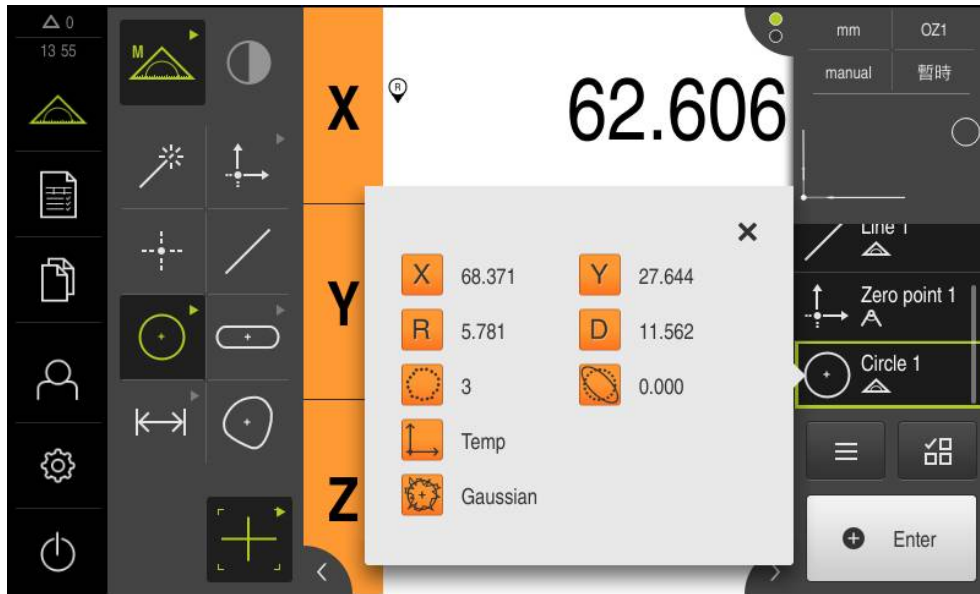 0
13 55
M
X
R
62.606
Y
Z
X 68.371 Y 27.644
R 5.781 D 11.562
3 0.000
Temp
Gaussian
mm OZ1
manual 暫時
Line 1
Zero point 1
Circle 1
Enter